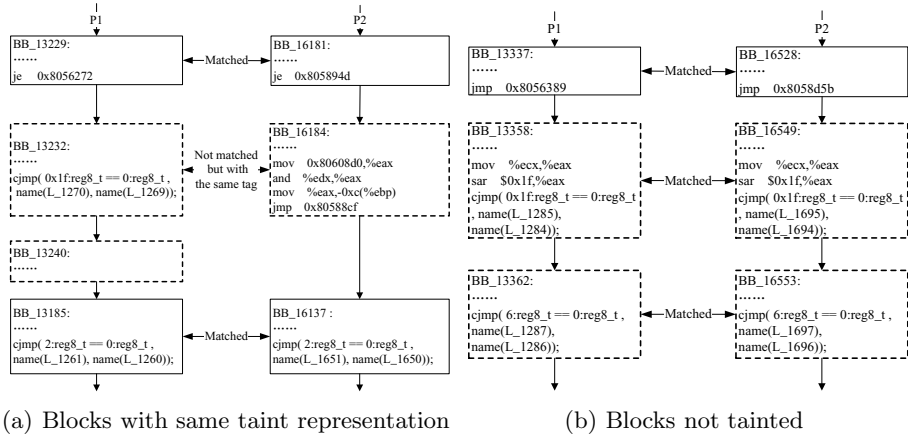 P1
BB_13229:
......
je 0x8056272
BB_13232:
......
cjmp( 0x1f:reg8_t == 0:reg8_t ,
name(L_1270), name(L_1269));
BB_13240:
......
BB_13185:
......
cjmp( 2:reg8_t == 0:reg8_t ,
name(L_1261), name(L_1260));
Matched
Not matched
but with
the same tag
Matched
P2
BB_16181:
......
je 0x805894d
BB_16184:
......
mov 0x80608d0,%eax
and %edx,%eax
mov %eax,-0xc(%ebp)
jmp 0x80588cf
BB_16137 :
......
cjmp( 2:reg8_t == 0:reg8_t ,
name(L_1651), name(L_1650));
(a) Blocks with same taint representation
P1
BB_13337:
......
jmp 0x8056389
BB_13358:
......
mov %ecx,%eax
sar $0x1f,%eax
cjmp( 0x1f:reg8_t == 0:reg8_t
, name(L_1285),
name(L_1284));
BB_13362:
......
cjmp( 6:reg8_t == 0:reg8_t ,
name(L_1287),
name(L_1286));
Matched
Matched
Matched
P2
BB_16528:
......
jmp 0x8058d5b
BB_16549:
......
mov %ecx,%eax
sar $0x1f,%eax
cjmp( 0x1f:reg8_t == 0:reg8_t
, name(L_1695),
name(L_1694));
BB_16553:
......
cjmp( 6:reg8_t == 0:reg8_t ,
name(L_1697),
name(L_1696));
(b) Blocks not tainted